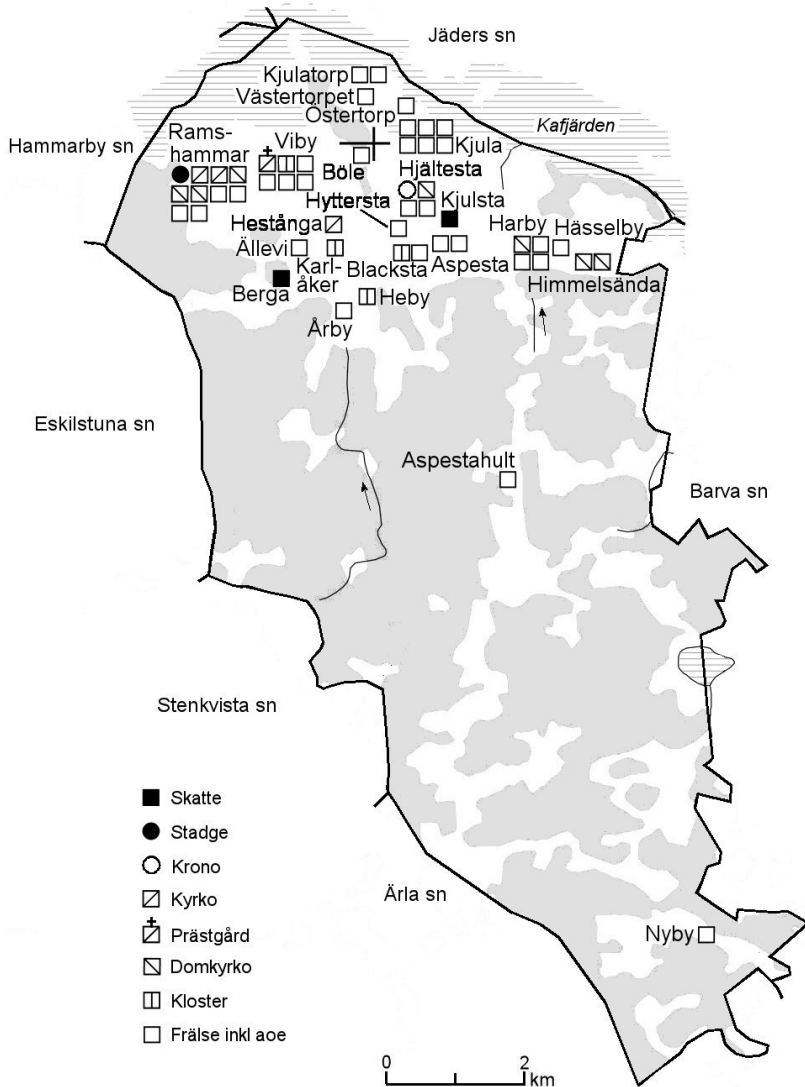 Jäders sn
Kjulatorp
Västertorpet
Östertorp
Kafjärden
Rams-
hammar
Viby
Kjula
Hammarby sn
Böle
Hjältesta
Hyttersta
Kjulsta
Hestånga
Harby
Hässelby
Ällevi
Karl-
åker
Blacksta
Aspesta
Berga
Himmelsända
Heby
Årby
Eskilstuna sn
Aspestahult
Barva sn
Stenkvista sn
Skatte
Stadge
Krono
Kyrko
Prästgård
Domkyrko
Kloster
Frälse inkl aoe
Ärla sn
Nyby
0 2
km